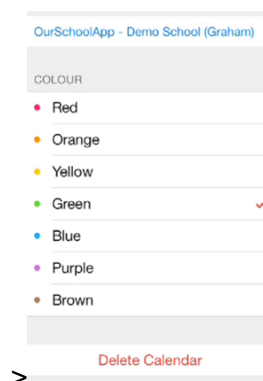 OurSchoolApp - Demo School (Graham)
COLOUR
Red
Orange
Yellow
Green
Blue
Purple
Brown
Delete Calendar
>